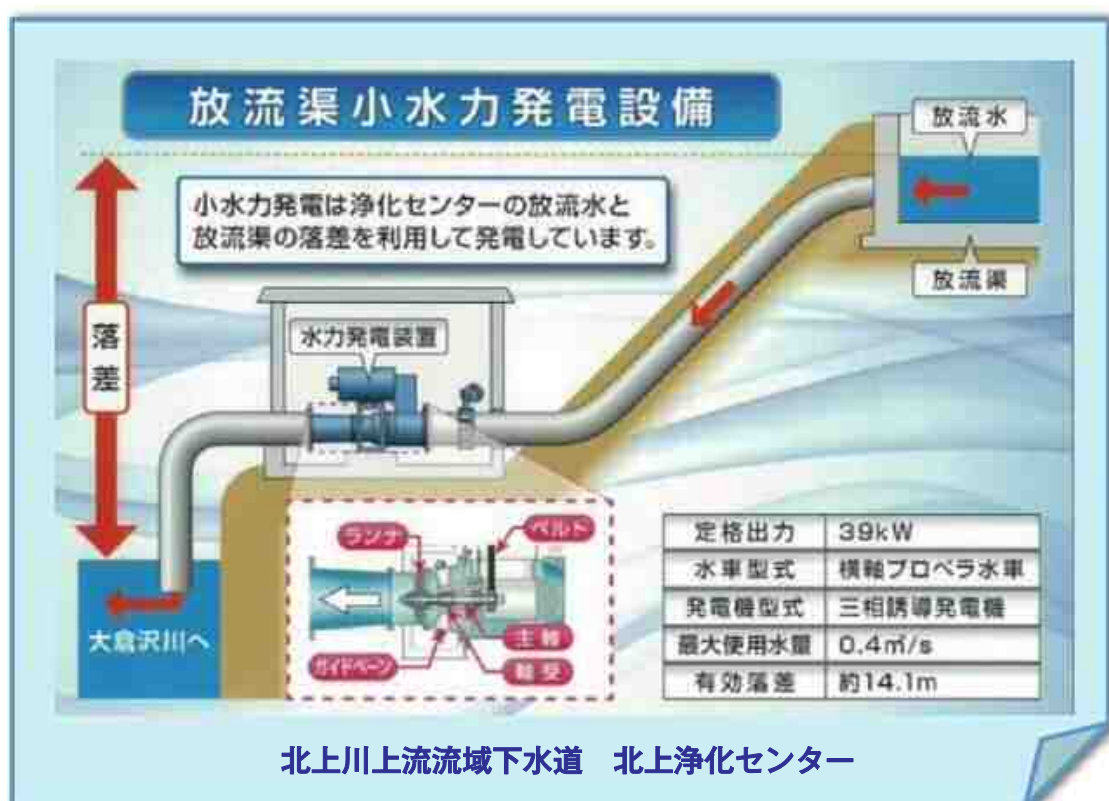 放流渠小水力発電設備
放流水
小水力発電は浄化センターの放流水と
放流渠の落差を利用して発電しています。
放流渠
落差
水力発電装置
ランナ
ベルト
主軸
軸受
ガイドベーン
大倉沢川へ
定格出力 39kW
水車型式 横軸プロペラ水車
発電機型式 三相誘導発電機
最大使用水量 0.4㎥/s
有効落差 約14.1m
北上川上流流域下水道 北上浄化センター